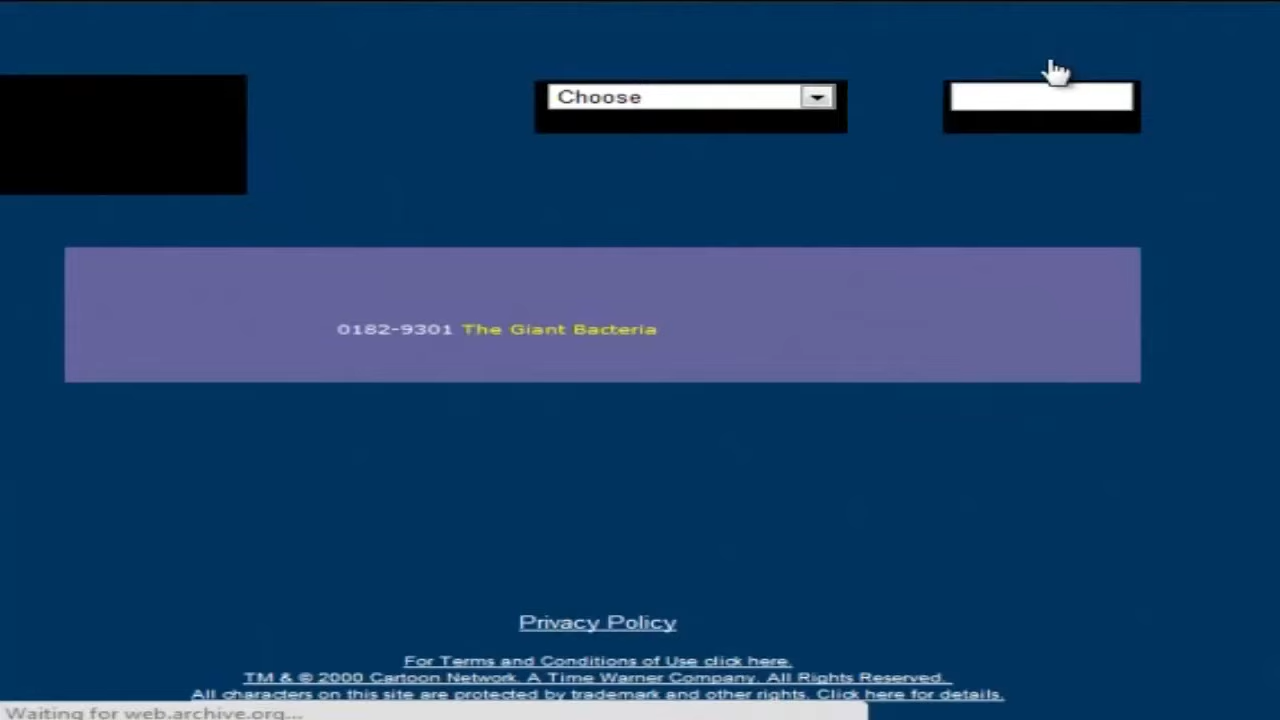 Choose
0182-9301 The Giant Bacteria
Privacy Policy
For Terms and Conditions of Use click here.
TM & © 2000 Cartoon Network. A Time Warner Company. All Rights Reserved.
All characters on this site are protected by trademark and other rights. Click here for details.
Waiting for web.archive.org...